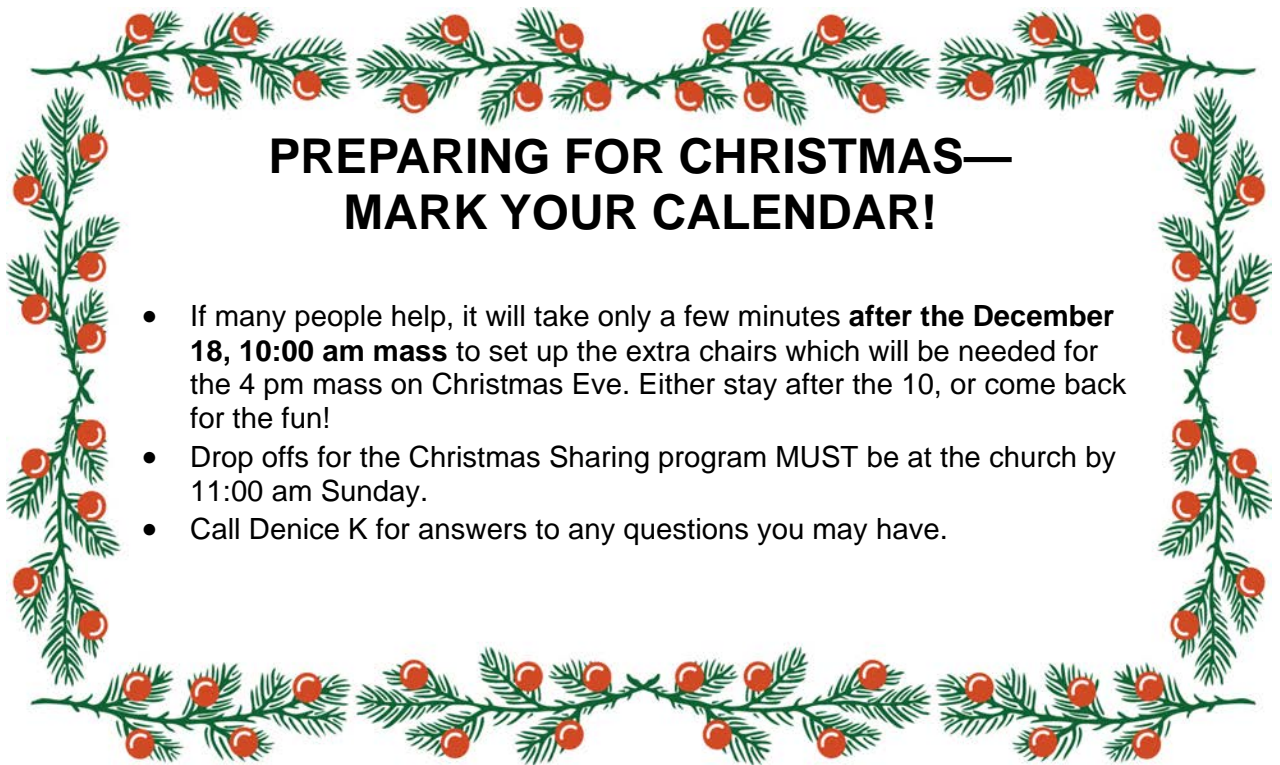 PREPARING FOR CHRISTMAS—
MARK YOUR CALENDAR!
• If many people help, it will take only a few minutes after the December
18, 10:00 am mass to set up the extra chairs which will be needed for
the 4 pm mass on Christmas Eve. Either stay after the 10, or come back
for the fun!
• Drop offs for the Christmas Sharing program MUST be at the church by
11:00 am Sunday.
• Call Denice K for answers to any questions you may have.